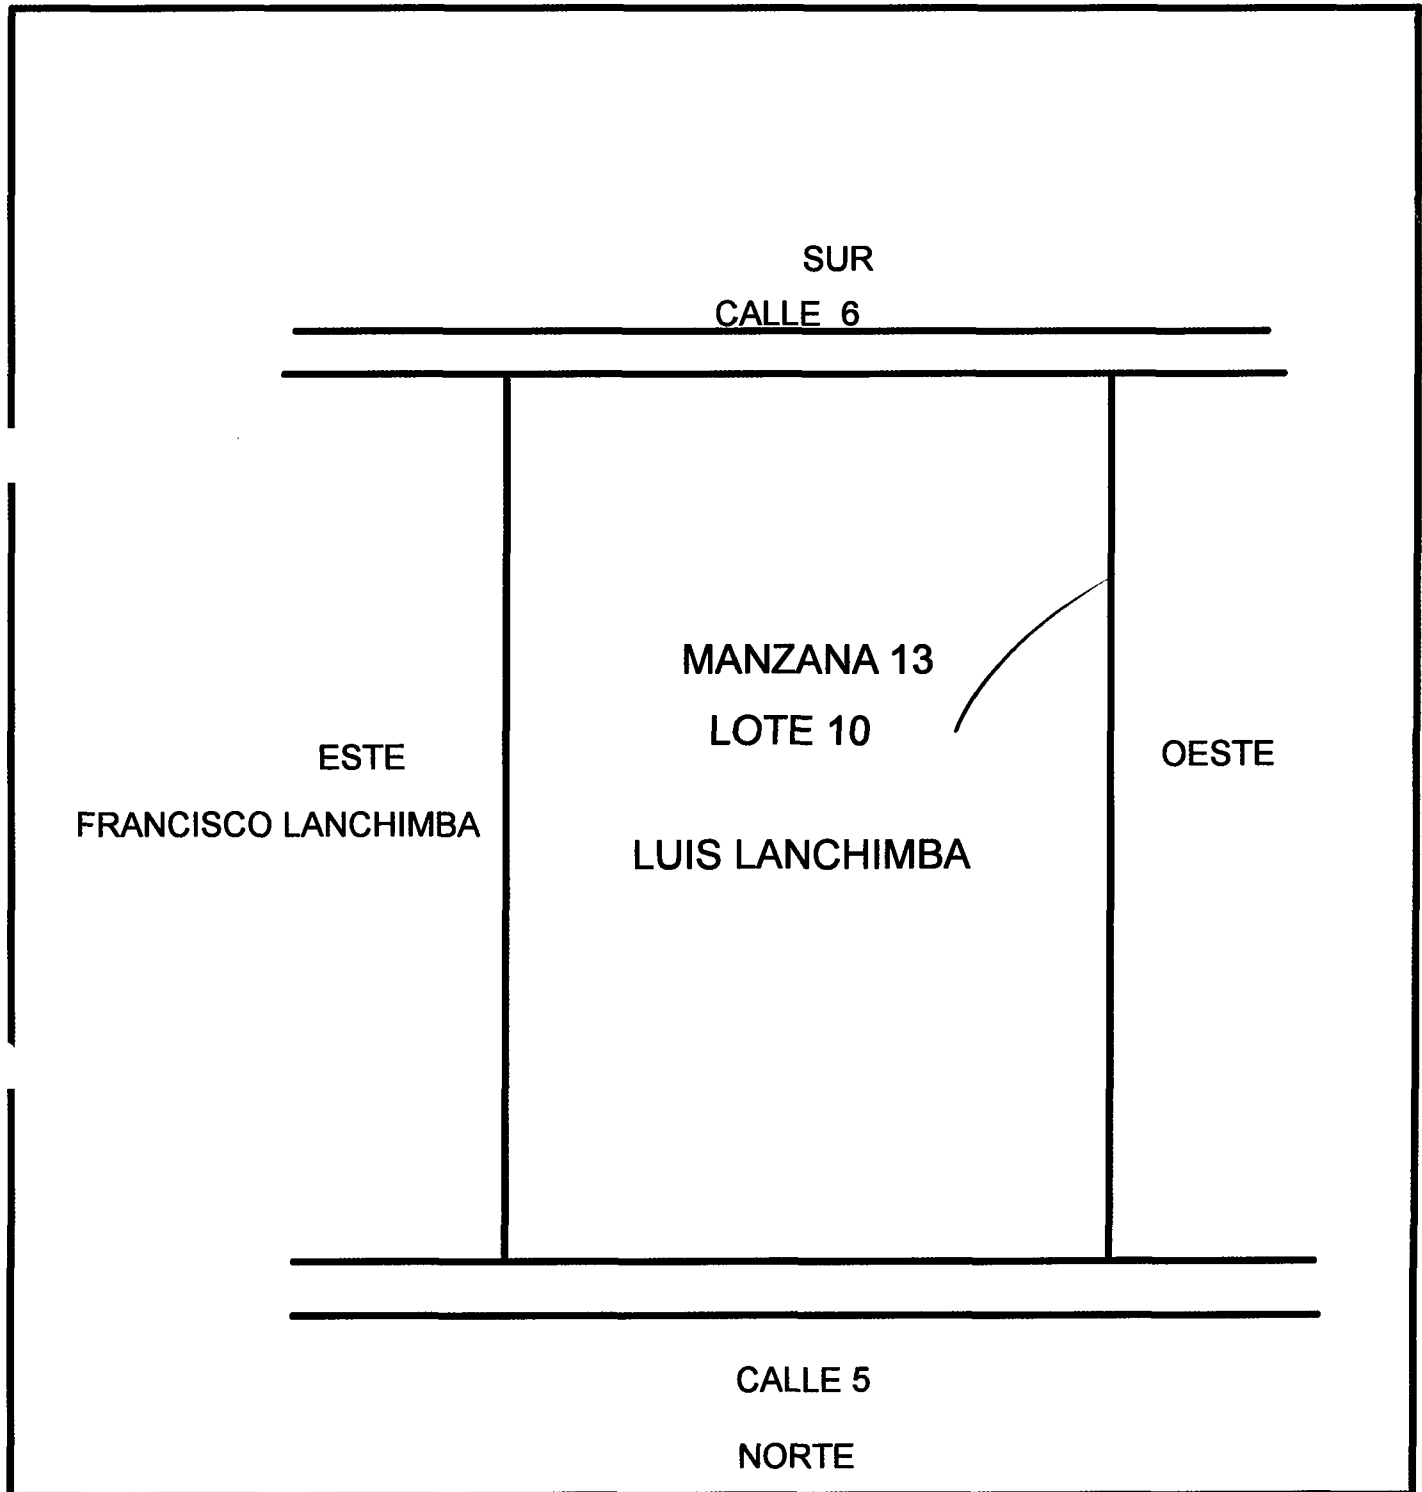 SUR
CALLE 6
MANZANA 13
LOTE 10
ESTE
OESTE
FRANCISCO LANCHIMBA
LUIS LANCHIMBA
CALLE 5
NORTE